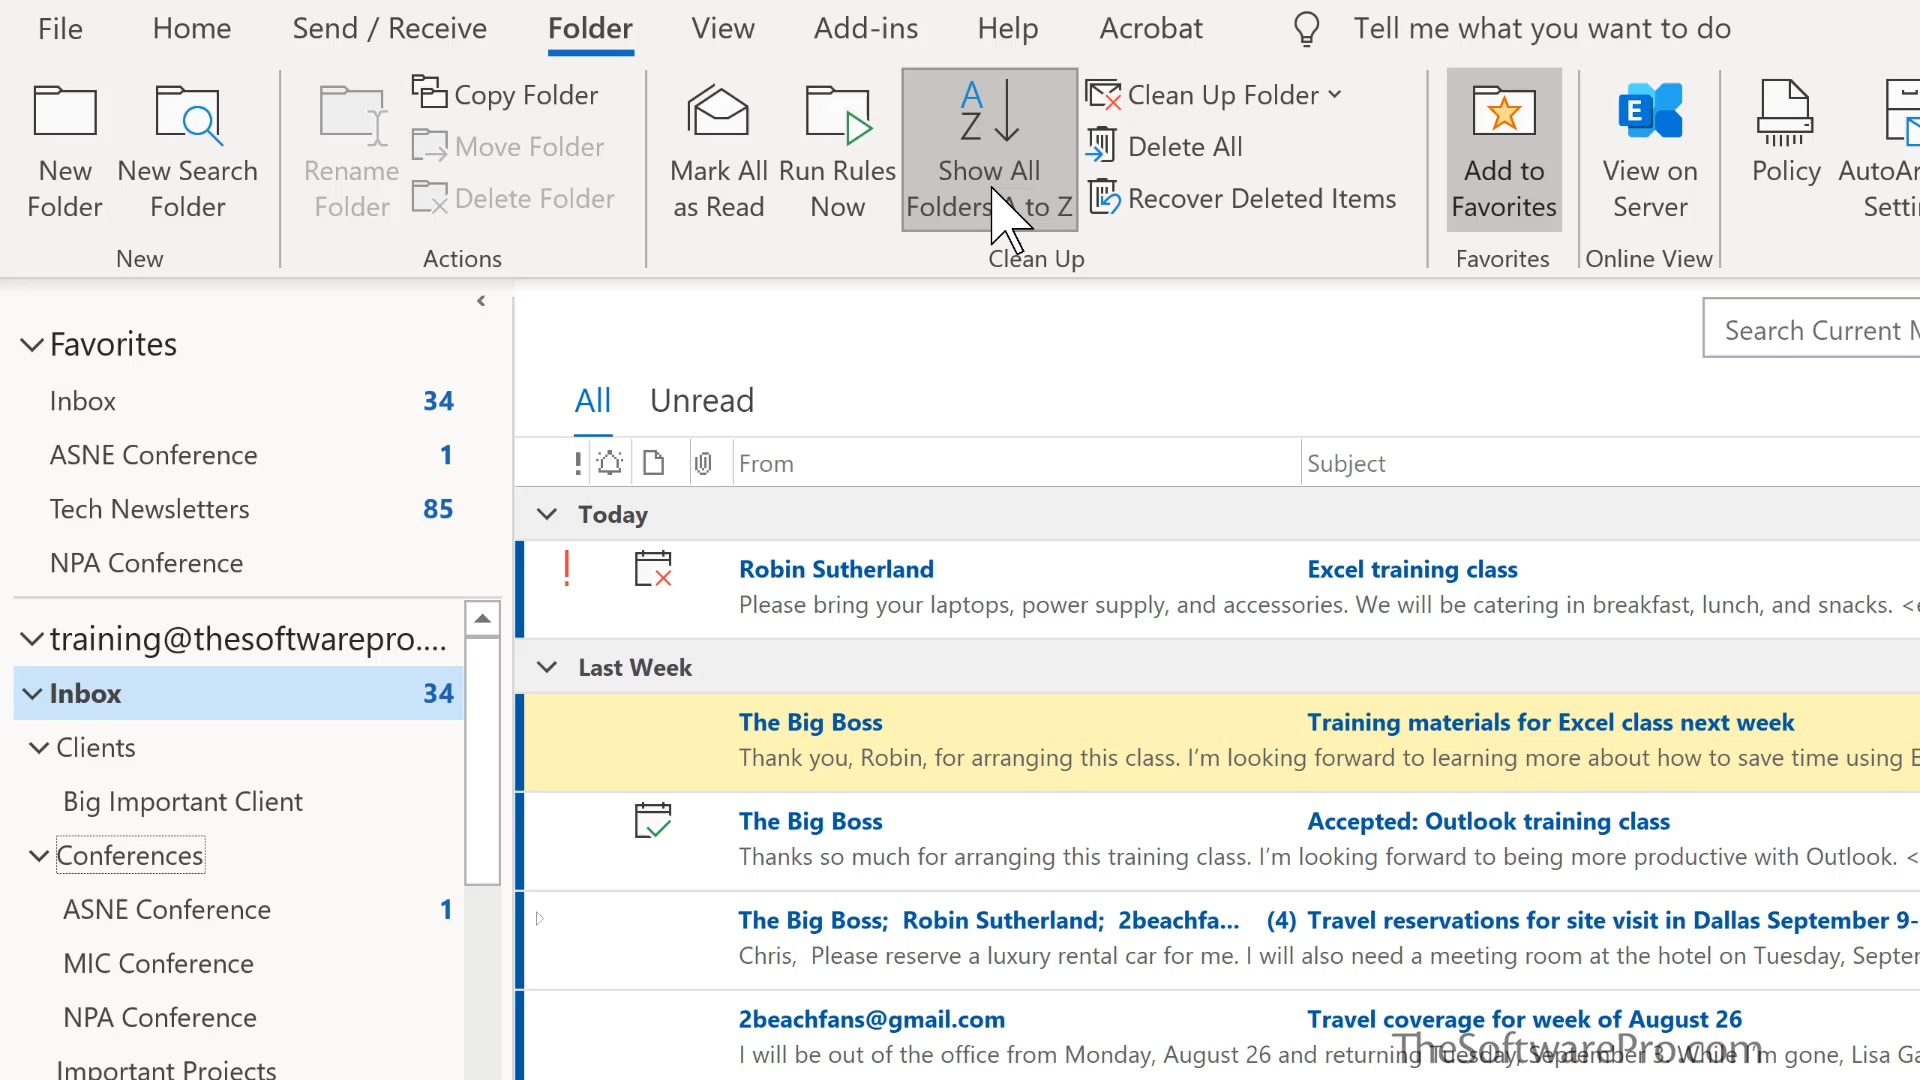 File Home Send / Receive Folder View Add-ins Help Acrobat Tell me what you want to do
New Folder
New Search Folder
New
Rename Folder
Copy Folder
Move Folder
Delete Folder
Actions
Mark All as Read
Run Rules Now
Show All Folders A to Z
Clean Up Folder
Delete All
Recover Deleted Items
Clean Up
Add to Favorites
Favorites
View on Server
Online View
Policy
AutoAr
Setti
Favorites
Inbox 34
ASNE Conference 1
Tech Newsletters 85
NPA Conference
training@thesoftwarepro....
Inbox 34
Clients
Big Important Client
Conferences
ASNE Conference 1
MIC Conference
NPA Conference
Important Projects
Search Current M
All Unread
! From Subject
Today
Robin Sutherland Excel training class
Please bring your laptops, power supply, and accessories. We will be catering in breakfast, lunch, and snacks. <e
Last Week
The Big Boss Training materials for Excel class next week
Thank you, Robin, for arranging this class. I'm looking forward to learning more about how to save time using E
The Big Boss Accepted: Outlook training class
Thanks so much for arranging this training class. I'm looking forward to being more productive with Outlook. <
The Big Boss; Robin Sutherland; 2beachfa... (4) Travel reservations for site visit in Dallas September 9-
Chris, Please reserve a luxury rental car for me. I will also need a meeting room at the hotel on Tuesday, Septer
2beachfans@gmail.com Travel coverage for week of August 26
I will be out of the office from Monday, August 26 and returning Tuesday, September 3. While I'm gone, Lisa Ga
TheSoftwarePro.com